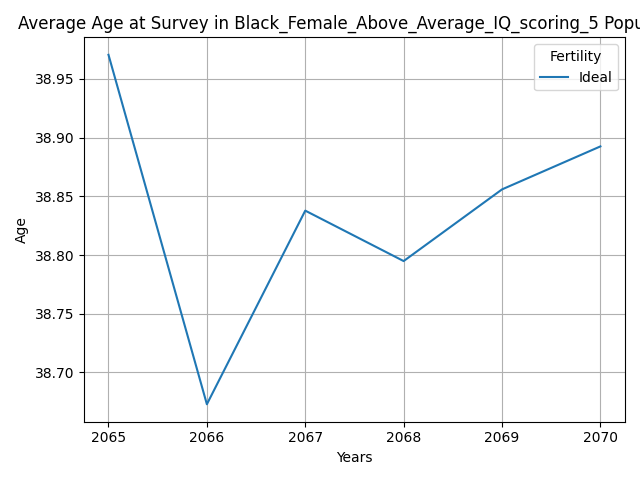 Average Age at Survey in Black_Female_Above_Average_IQ_scoring_5 Popu
Fertility
Ideal
38.95
38.90
38.85
38.80
38.75
38.70
Age
2065 2066 2067 2068 2069 2070
Years